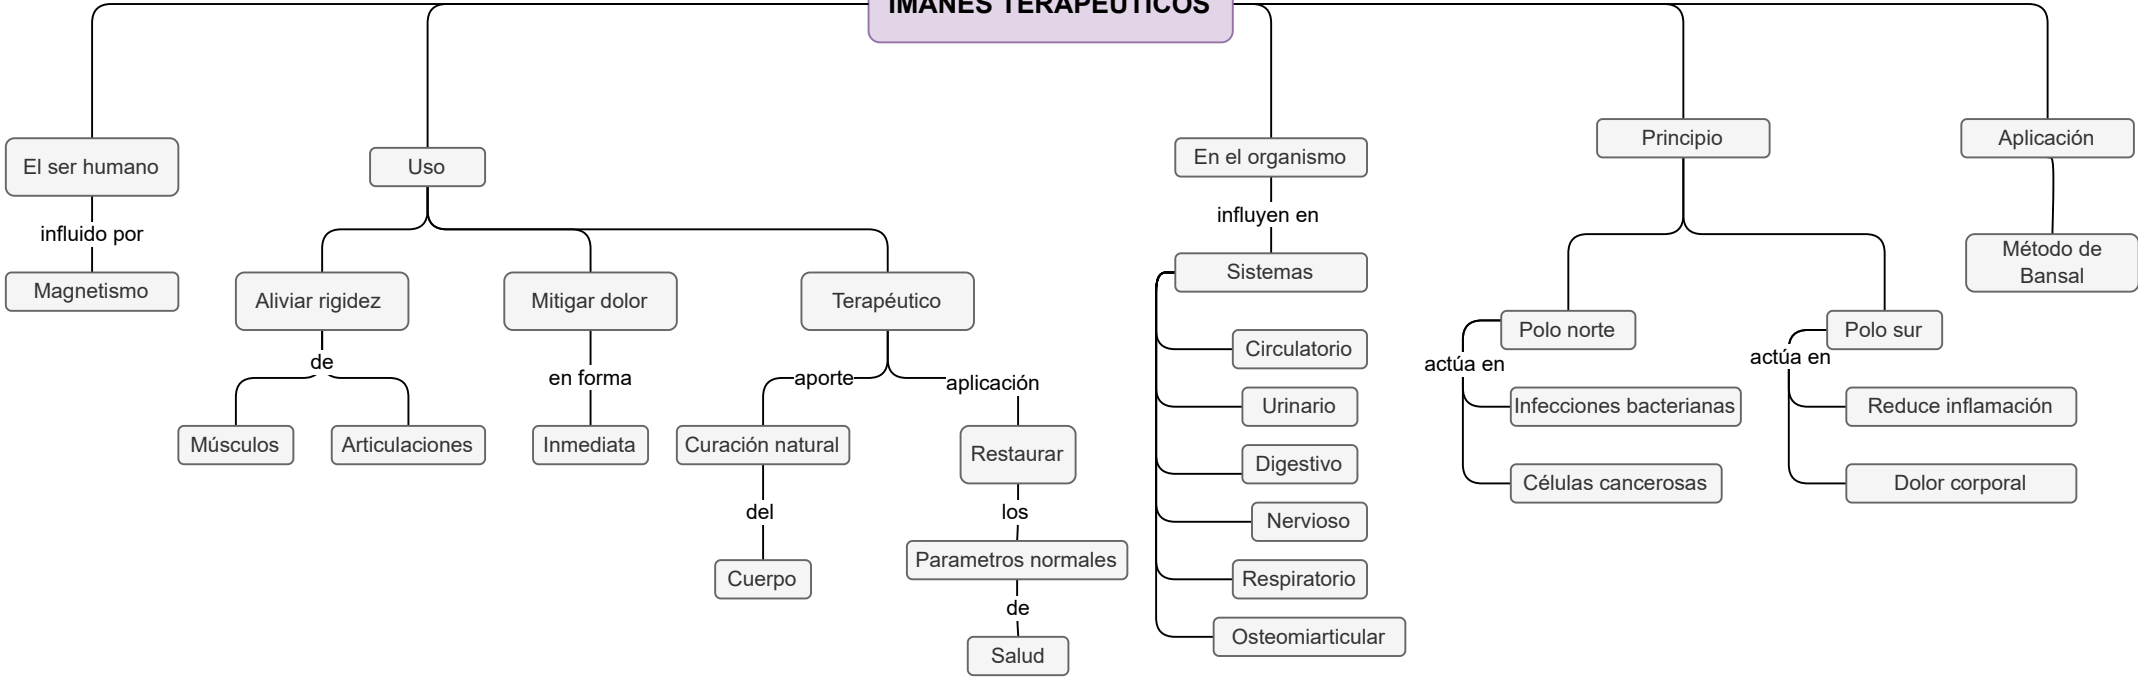 IMANES TERAPÉUTICOS
El ser humano
influido por
Magnetismo
Uso
Aliviar rigidez
de
Músculos
Articulaciones
Mitigar dolor
en forma
Inmediata
Terapéutico
aporte
Curación natural
del
Cuerpo
aplicación
Restaurar
los
Parametros normales
de
Salud
En el organismo
influyen en
Sistemas
Circulatorio
Urinario
Digestivo
Nervioso
Respiratorio
Osteomiarticular
Principio
Polo norte
actúa en
Infecciones bacterianas
Células cancerosas
Polo sur
actúa en
Reduce inflamación
Dolor corporal
Aplicación
Método de
Bansal